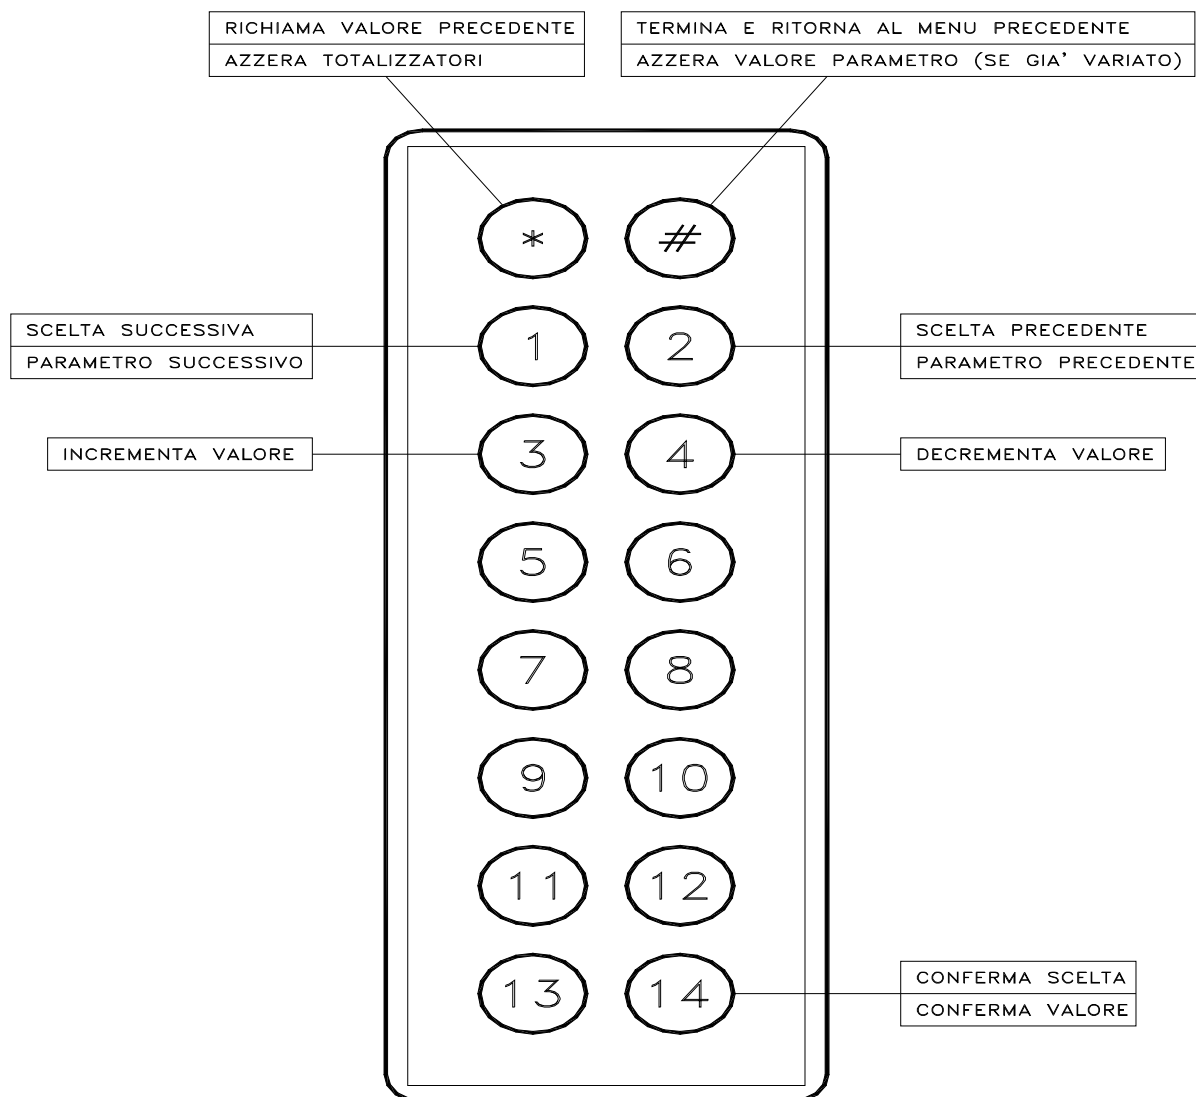 RICHIAMA VALORE PRECEDENTE
AZZERA TOTALIZZATORI
TERMINA E RITORNA AL MENU PRECEDENTE
AZZERA VALORE PARAMETRO (SE GIA' VARIATO)
* #
SCELTA SUCCESSIVA
PARAMETRO SUCCESSIVO
1 2
SCELTA PRECEDENTE
PARAMETRO PRECEDENTE
INCREMENTA VALORE
3 4
DECREMENTA VALORE
5 6
7 8
9 10
11 12
13 14
CONFERMA SCELTA
CONFERMA VALORE